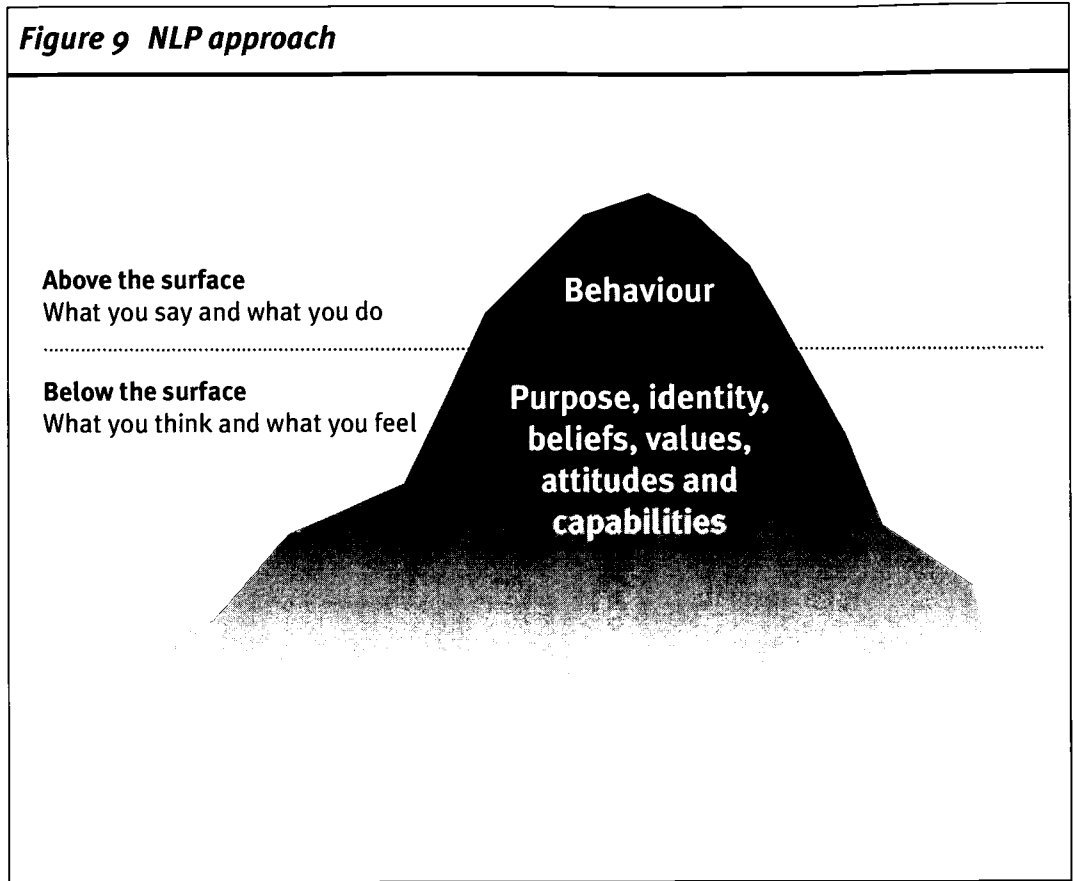 Figure 9 NLP approach
Above the surface
What you say and what you do
Behaviour
Below the surface
What you think and what you feel
Purpose, identity,
beliefs, values,
attitudes and
capabilities